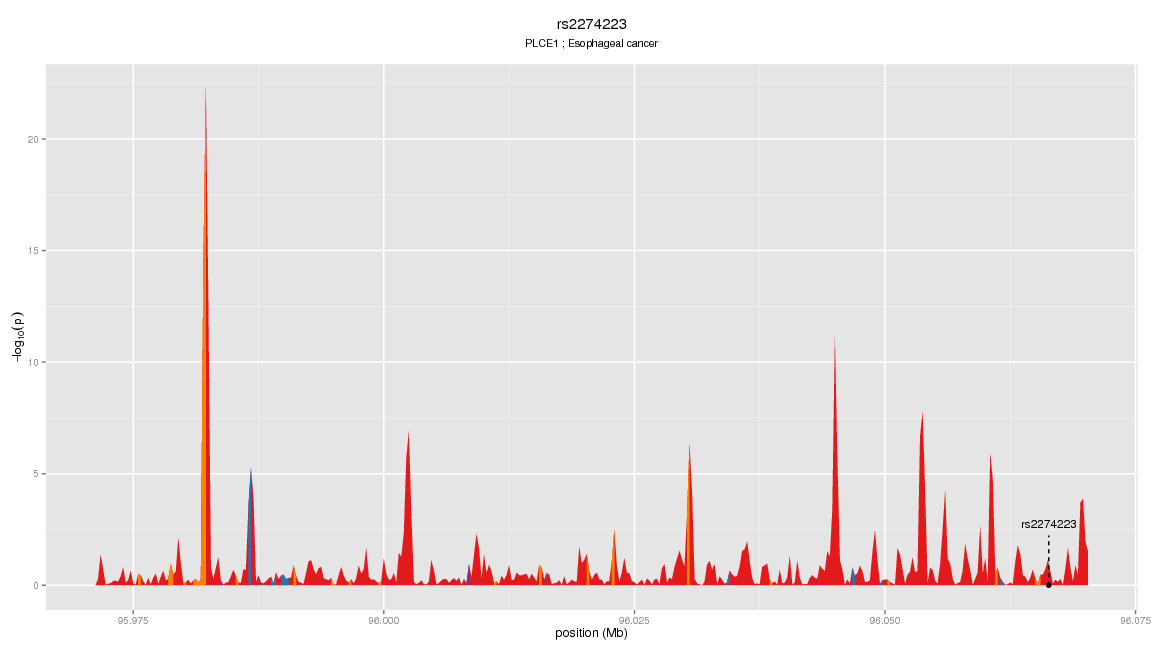 rs2274223
PLCE1 ; Esophageal cancer
−log10(p)
20
15
10
5
0
rs2274223
95.975 96.000 96.025 96.050 96.075
position (Mb)